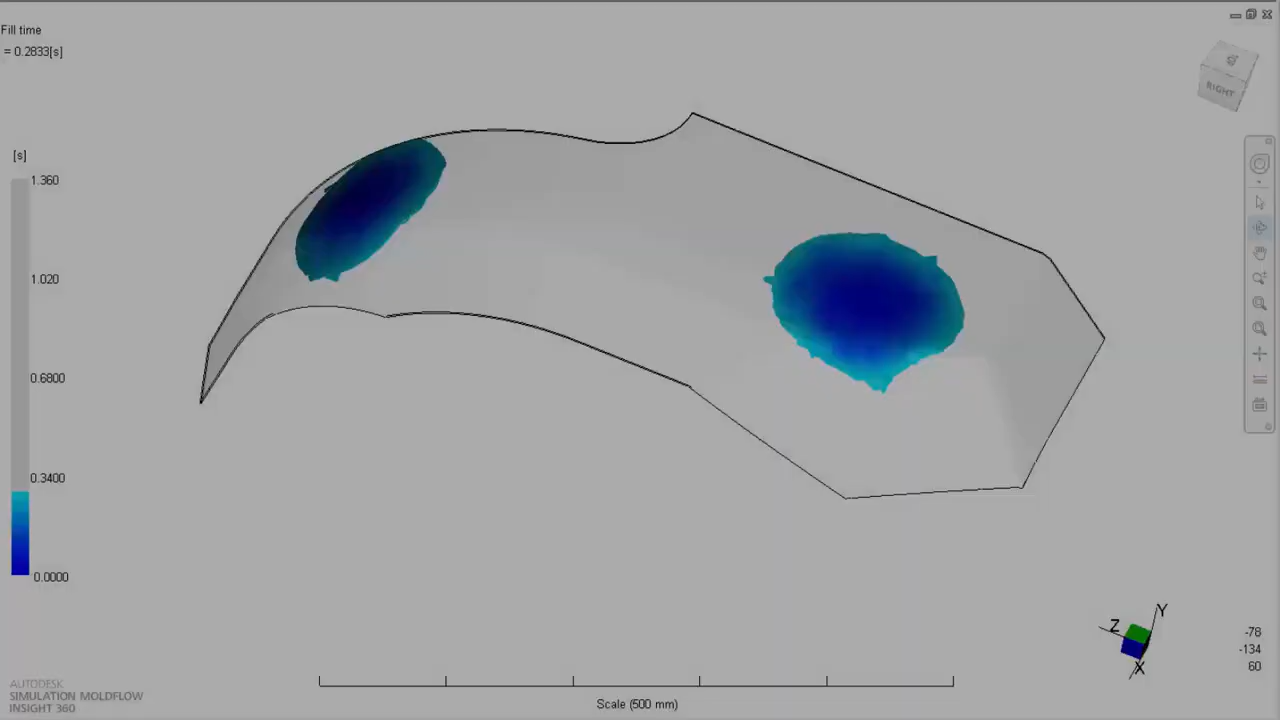 Fill time
= 0.2833[s]
[s]
1.360
1.020
0.6800
0.3400
0.0000
RIGHT
Z
Y
X
-78
-134
60
Scale (500 mm)
AUTODESK
SIMULATION MOLDFLOW
INSIGHT 360